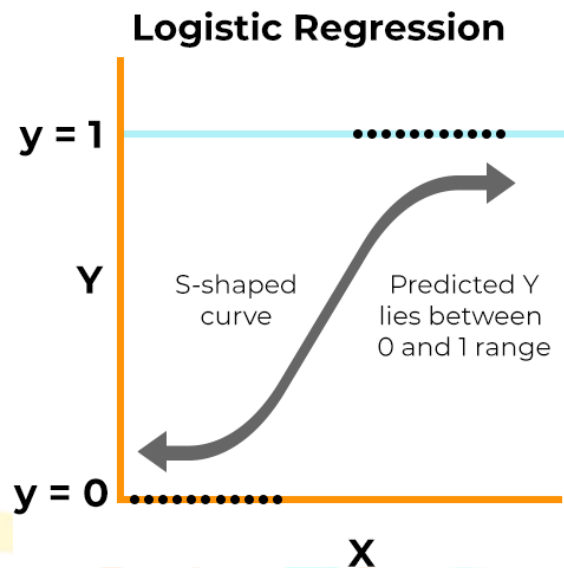 Logistic Regression
y = 1
Y
S-shaped
curve
Predicted Y
lies between
0 and 1 range
y = 0
X